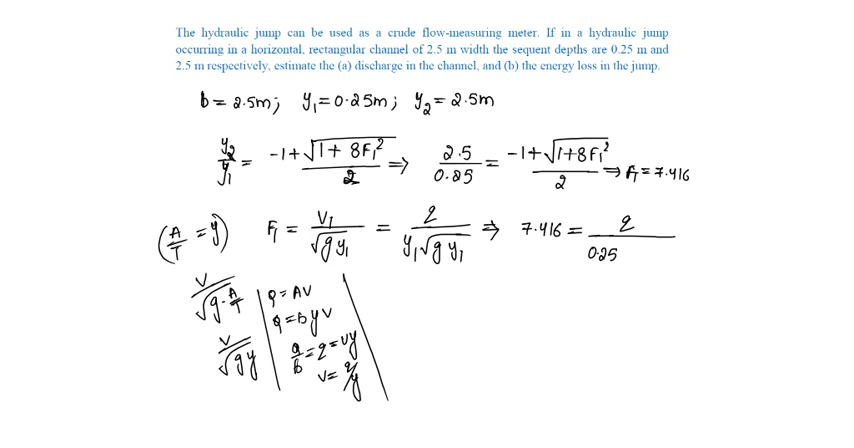 The hydraulic jump can be used as a crude flow-measuring meter. If in a hydraulic jump
occurring in a horizontal, rectangular channel of 2.5 m width the sequent depths are 0.25 m and
2.5 m respectively, estimate the (a) discharge in the channel, and (b) the energy loss in the jump.
b = 2.5m; y₁ = 0.25m; y₂ = 2.5m
y₂/y₁ = (-1+√(1+8F₁²))/2 ⇒ 2.5/0.25 = (-1+√(1+8F₁²))/2 ⇒ F₁ = 7.416
(A/T = y) F₁ = V₁/√(gy₁) = q/(y₁√(gy₁)) ⇒ 7.416 = q/0.25
V/√(g·A/T) Q = AV
Q = byV
V/√(gy) Q/b = q = Vy
V = q/y